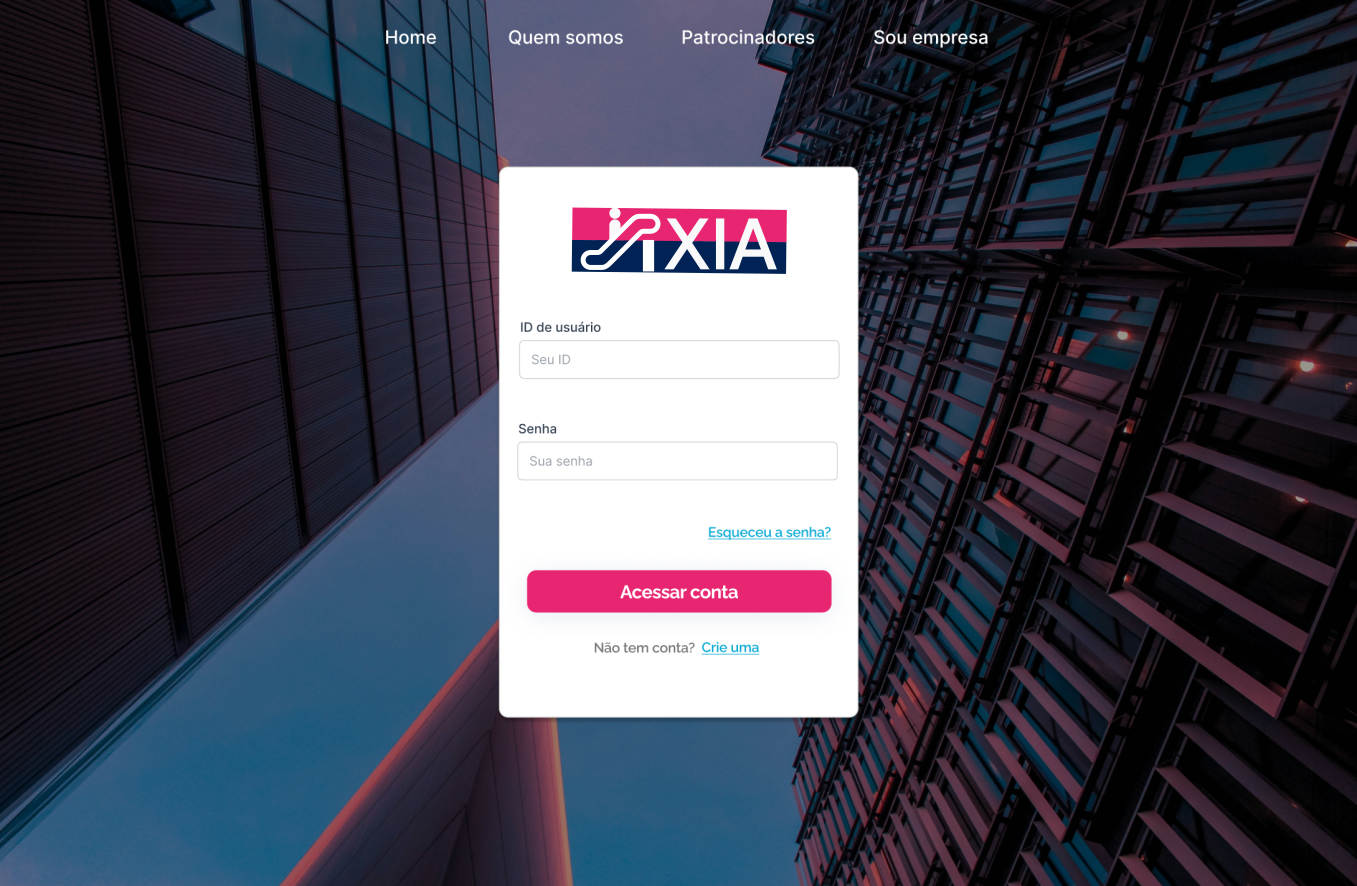 Home Quem somos Patrocinadores Sou empresa
XIA
ID de usuário
Seu ID
Senha
Sua senha
Esqueceu a senha?
Acessar conta
Não tem conta? Crie uma